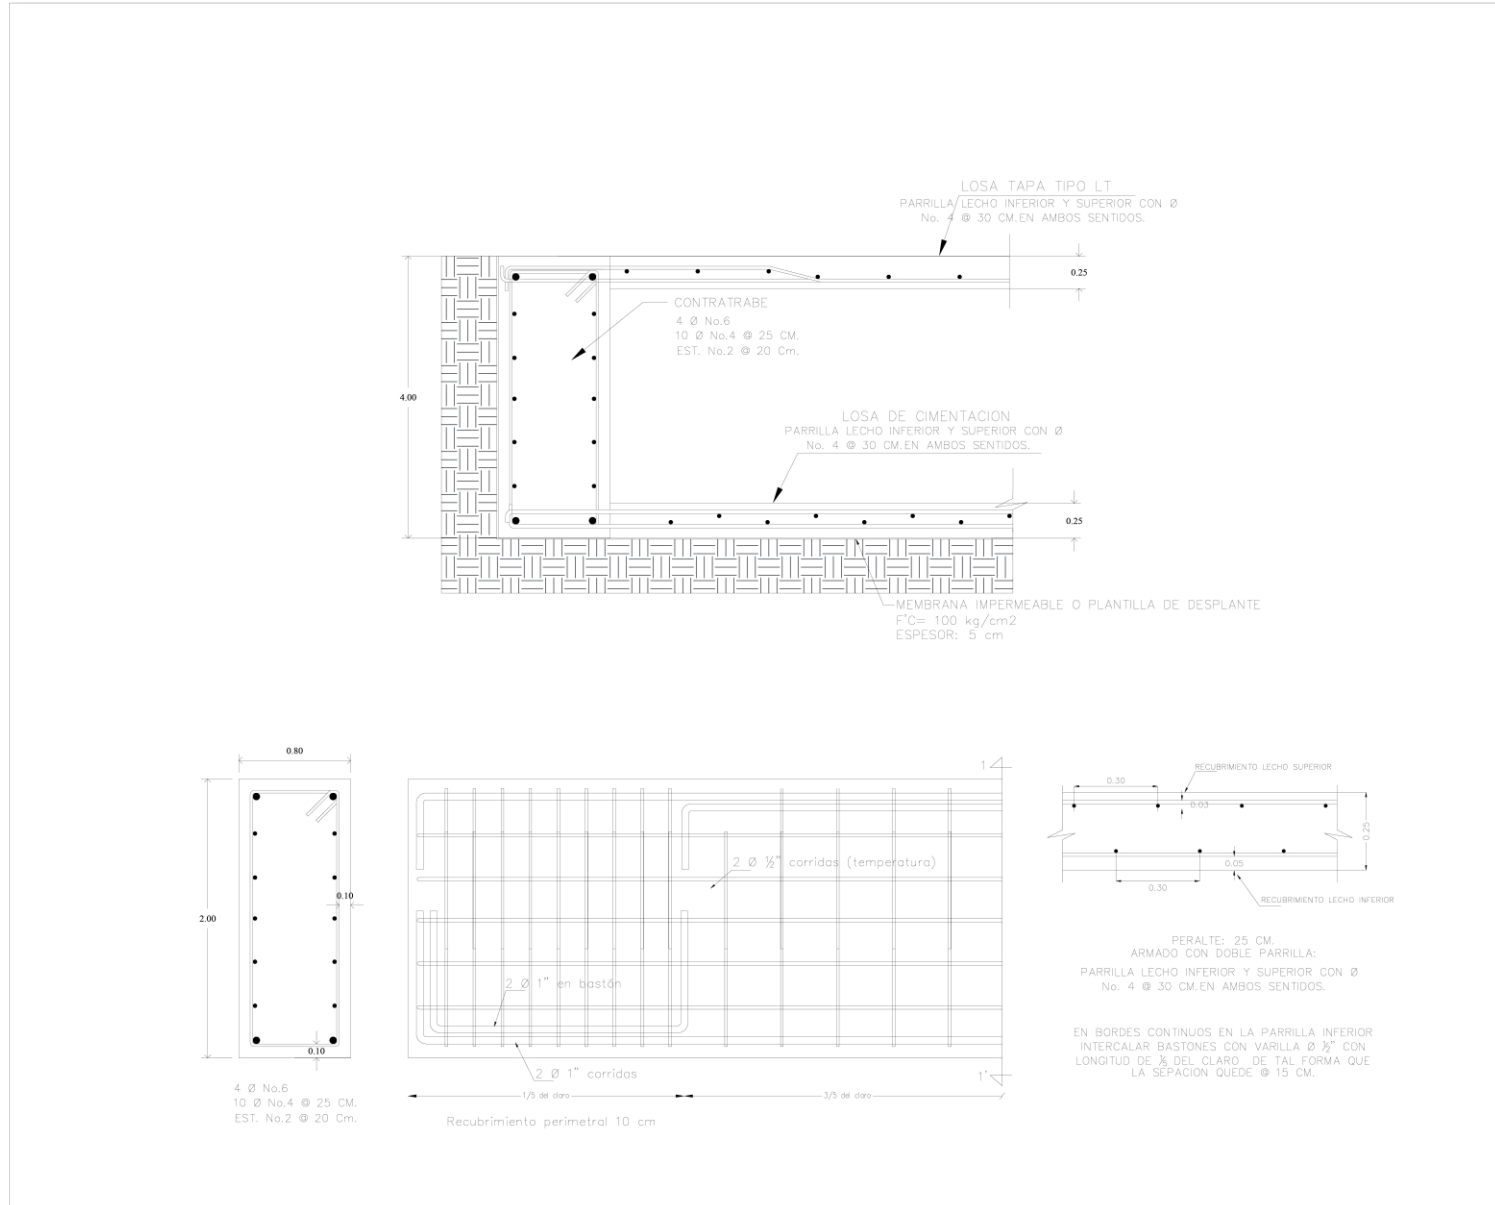 LOSA TAPA TIPO LT
PARRILLA LECHO INFERIOR Y SUPERIOR CON Ø
No. 4 @ 30 CM.EN AMBOS SENTIDOS.
0.25
CONTRATRABE
4 Ø No.6
10 Ø No.4 @ 25 CM.
EST. No.2 @ 20 Cm.
4.00
LOSA DE CIMENTACION
PARRILLA LECHO INFERIOR Y SUPERIOR CON Ø
No. 4 @ 30 CM.EN AMBOS SENTIDOS.
0.25
MEMBRANA IMPERMEABLE O PLANTILLA DE DESPLANTE
F'C= 100 kg/cm2
ESPESOR: 5 cm
0.80
2.00
0.10
0.10
4 Ø No.6
10 Ø No.4 @ 25 CM.
EST. No.2 @ 20 Cm.
1
2 Ø ½" corridas (temperatura)
2 Ø 1" en bastón
2 Ø 1" corridas
1'
1/5 del claro
3/5 del claro
Recubrimiento perimetral 10 cm
RECUBRIMIENTO LECHO SUPERIOR
0.30
0.03
0.25
0.05
0.30
RECUBRIMIENTO LECHO INFERIOR
PERALTE: 25 CM.
ARMADO CON DOBLE PARRILLA:
PARRILLA LECHO INFERIOR Y SUPERIOR CON Ø
No. 4 @ 30 CM.EN AMBOS SENTIDOS.
EN BORDES CONTINUOS EN LA PARRILLA INFERIOR
INTERCALAR BASTONES CON VARILLA Ø ½" CON
LONGITUD DE ⅕ DEL CLARO DE TAL FORMA QUE
LA SEPACION QUEDE @ 15 CM.